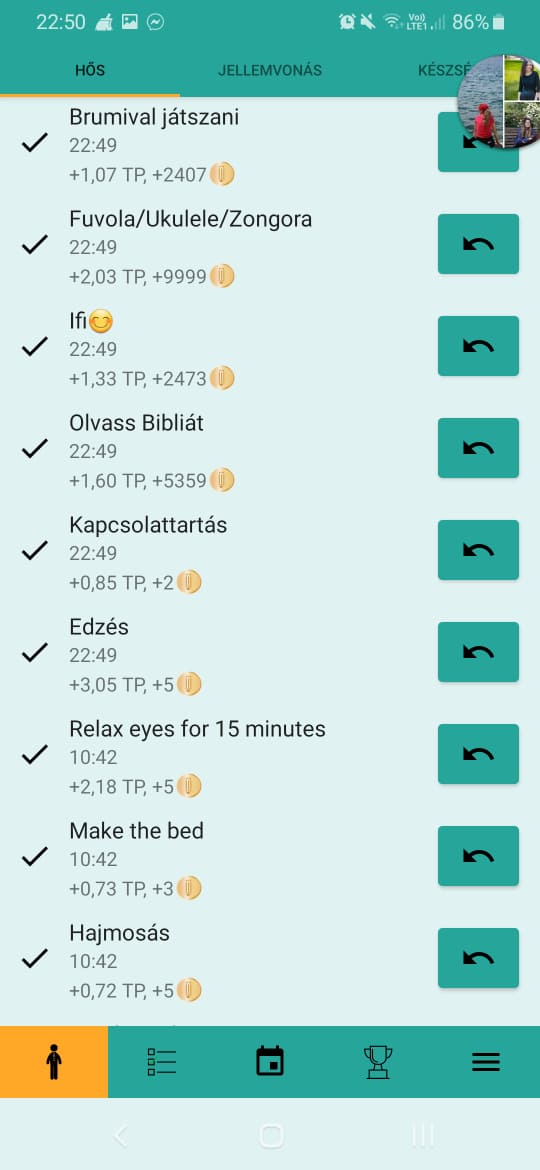 22:50
Vo))
LTE1
86%
HŐS
JELLEMVONÁS
KÉSZSÉ
Brumival játszani
22:49
+1,07 TP, +2407
Fuvola/Ukulele/Zongora
22:49
+2,03 TP, +9999
Ifi😊
22:49
+1,33 TP, +2473
Olvass Bibliát
22:49
+1,60 TP, +5359
Kapcsolattartás
22:49
+0,85 TP, +2
Edzés
22:49
+3,05 TP, +5
Relax eyes for 15 minutes
10:42
+2,18 TP, +5
Make the bed
10:42
+0,73 TP, +3
Hajmosás
10:42
+0,72 TP, +5